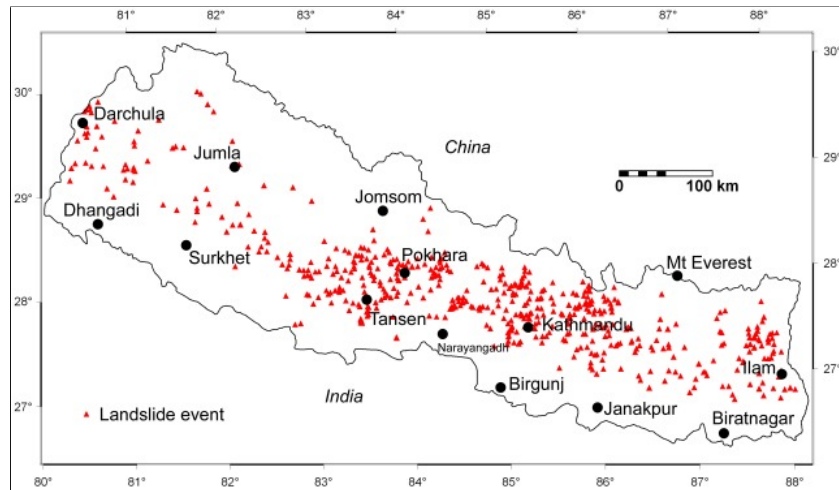 81° 82° 83° 84° 85° 86° 87° 88°
30°
30°
Darchula
China
Jumla
29°
29°
0 100 km
Jomsom
Dhangadi
Surkhet
Pokhara
Mt Everest
28°
28°
Tansen
Kathmandu
Narayangadh
Ilam
27°
India
Birgunj
27°
Landslide event
Janakpur
Biratnagar
80° 81° 82° 83° 84° 85° 86° 87° 88°